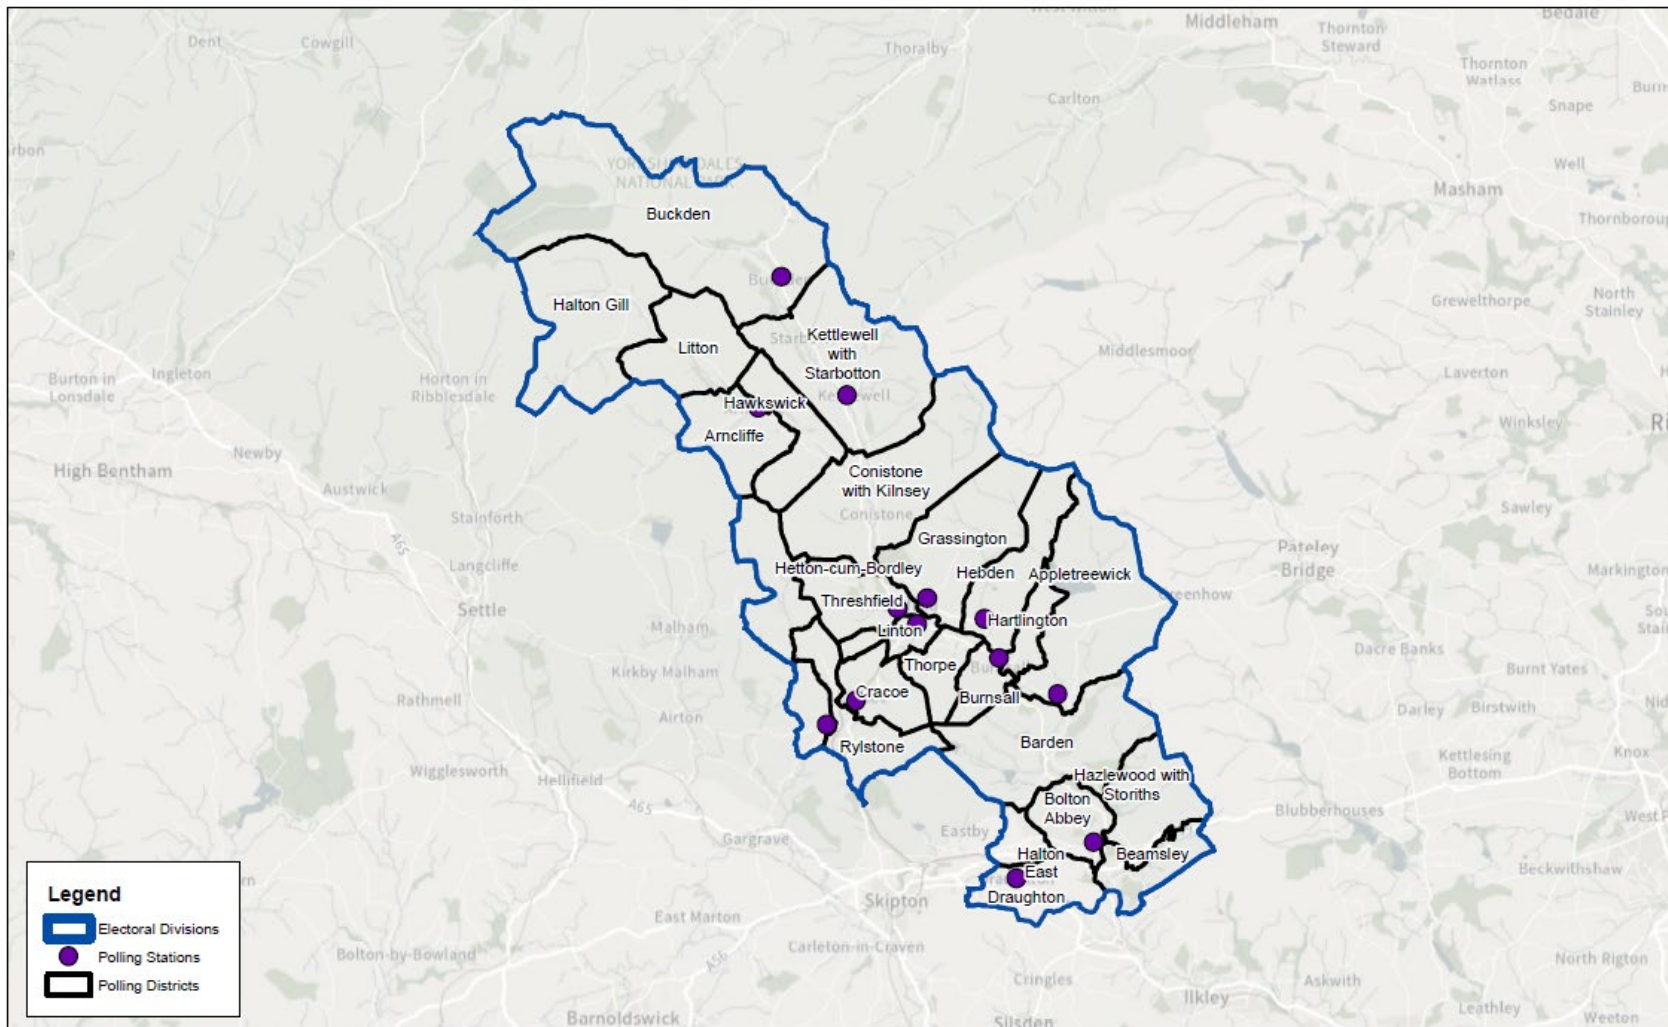 Dent
Cowgill
Thoralby
Middleham
Thornton
Steward
Thornton
Watlass
Snape
Carlton
YORKSHIRE DALES
NATIONAL PARK
Well
Masham
Buckden
Halton Gill
Litton
Kettlewell
with
Starbotton
Grewelthorpe
North
Stainley
Middlesmoor
Burton in
Lonsdale
Ingleton
Horton in
Ribblesdale
Laverton
Winksley
Hawkswick
Arncliffe
Newby
High Bentham
Austwick
Conistone
with Kilnsey
Conistone
Stainforth
Sawley
A65
Grassington
Pateley
Bridge
Langcliffe
Hetton-cum-Bordley
Hebden
Appletreewick
Greenhow
Settle
Threshfield
Malham
Linton
Hartlington
Dacre Banks
Kirkby Malham
Thorpe
Burnt Yates
Rathmell
Airton
Cracoe
Burnsall
Darley
Birstwith
Rylstone
Barden
Kettlesing
Bottom
Knox
Wigglesworth
Hellifield
Hazlewood with
Storiths
Bolton
Abbey
A65
Blubberhouses
Gargrave
Eastby
Halton
East
Beamsley
Beckwithshaw
Draughton
Skipton
East Marton
Carleton-in-Craven
Bolton-by-Bowland
A56
Cringles
Askwith
North Rigton
Ilkley
Leathley
Weeton
Barnoldswick
Silsden
Legend
Electoral Divisions
Polling Stations
Polling Districts